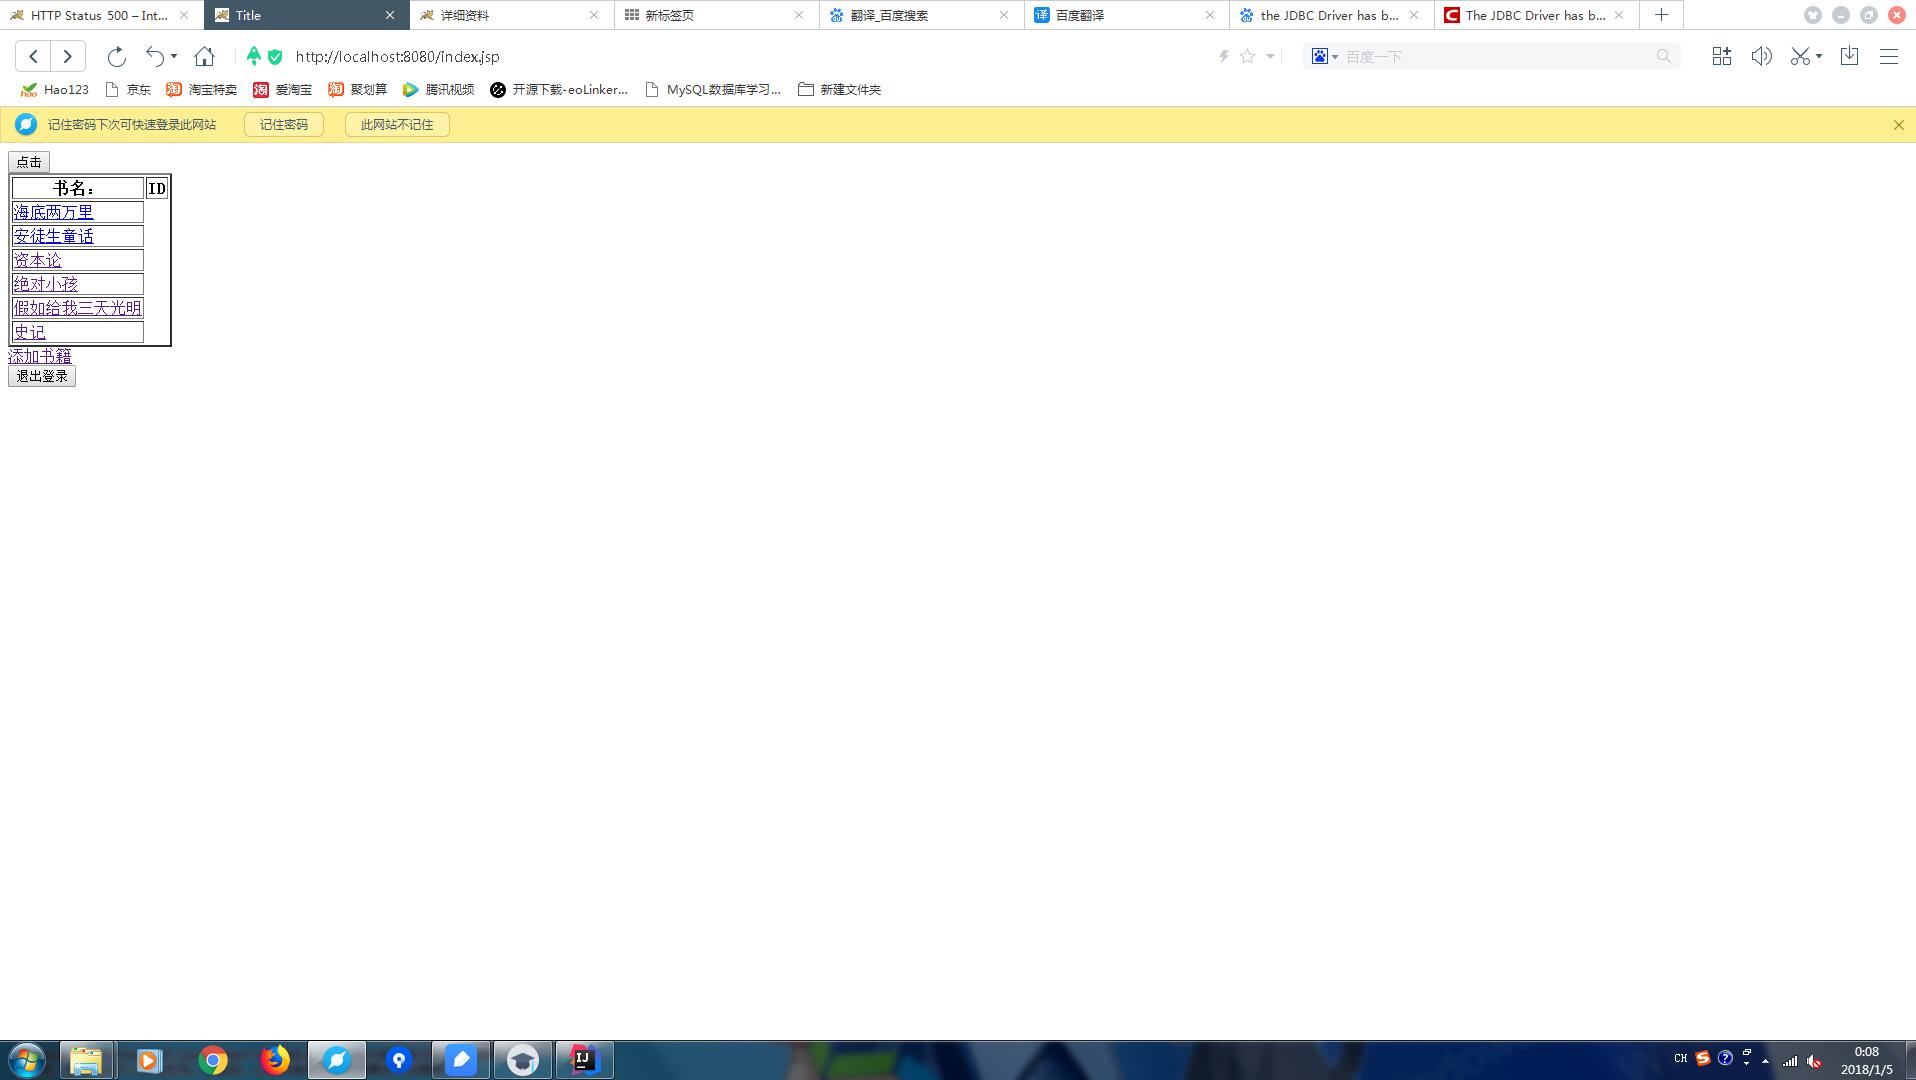 HTTP Status 500 – Int...
Title
详细资料
新标签页
翻译_百度搜索
百度翻译
the JDBC Driver has b...
The JDBC Driver has b...
http://localhost:8080/index.jsp
百度一下
Hao123
京东
淘宝特卖
爱淘宝
聚划算
腾讯视频
开源下载-eoLinker...
MySQL数据库学习...
新建文件夹
记住密码下次可快速登录此网站
记住密码
此网站不记住
点击
书名: ID
海底两万里
安徒生童话
资本论
绝对小孩
假如给我三天光明
史记
添加书籍
退出登录
CH
0:08
2018/1/5